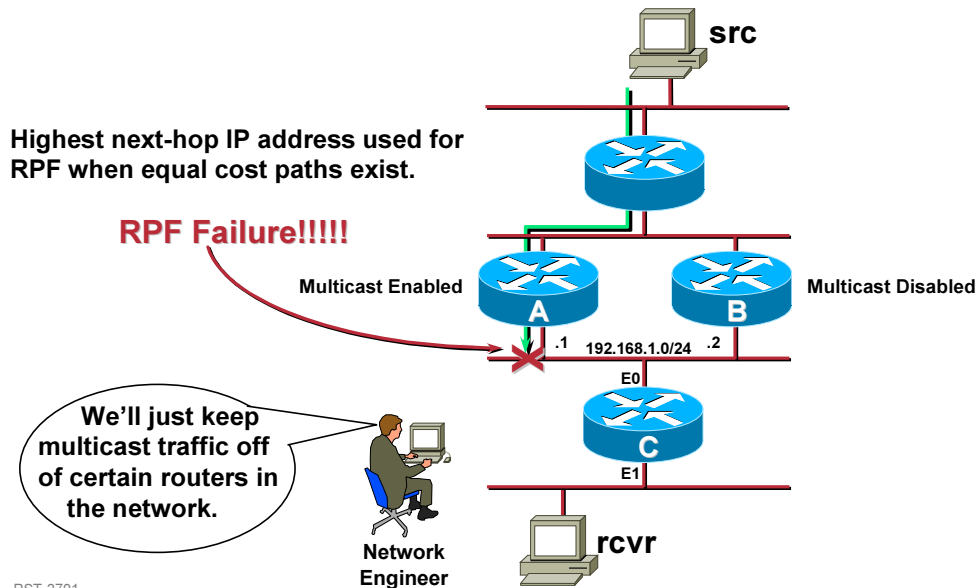 src
Highest next-hop IP address used for
RPF when equal cost paths exist.
RPF Failure!!!!!
Multicast Enabled
Multicast Disabled
A
B
.1
192.168.1.0/24
.2
E0
C
E1
We'll just keep
multicast traffic off
of certain routers in
the network.
Network
Engineer
rcvr